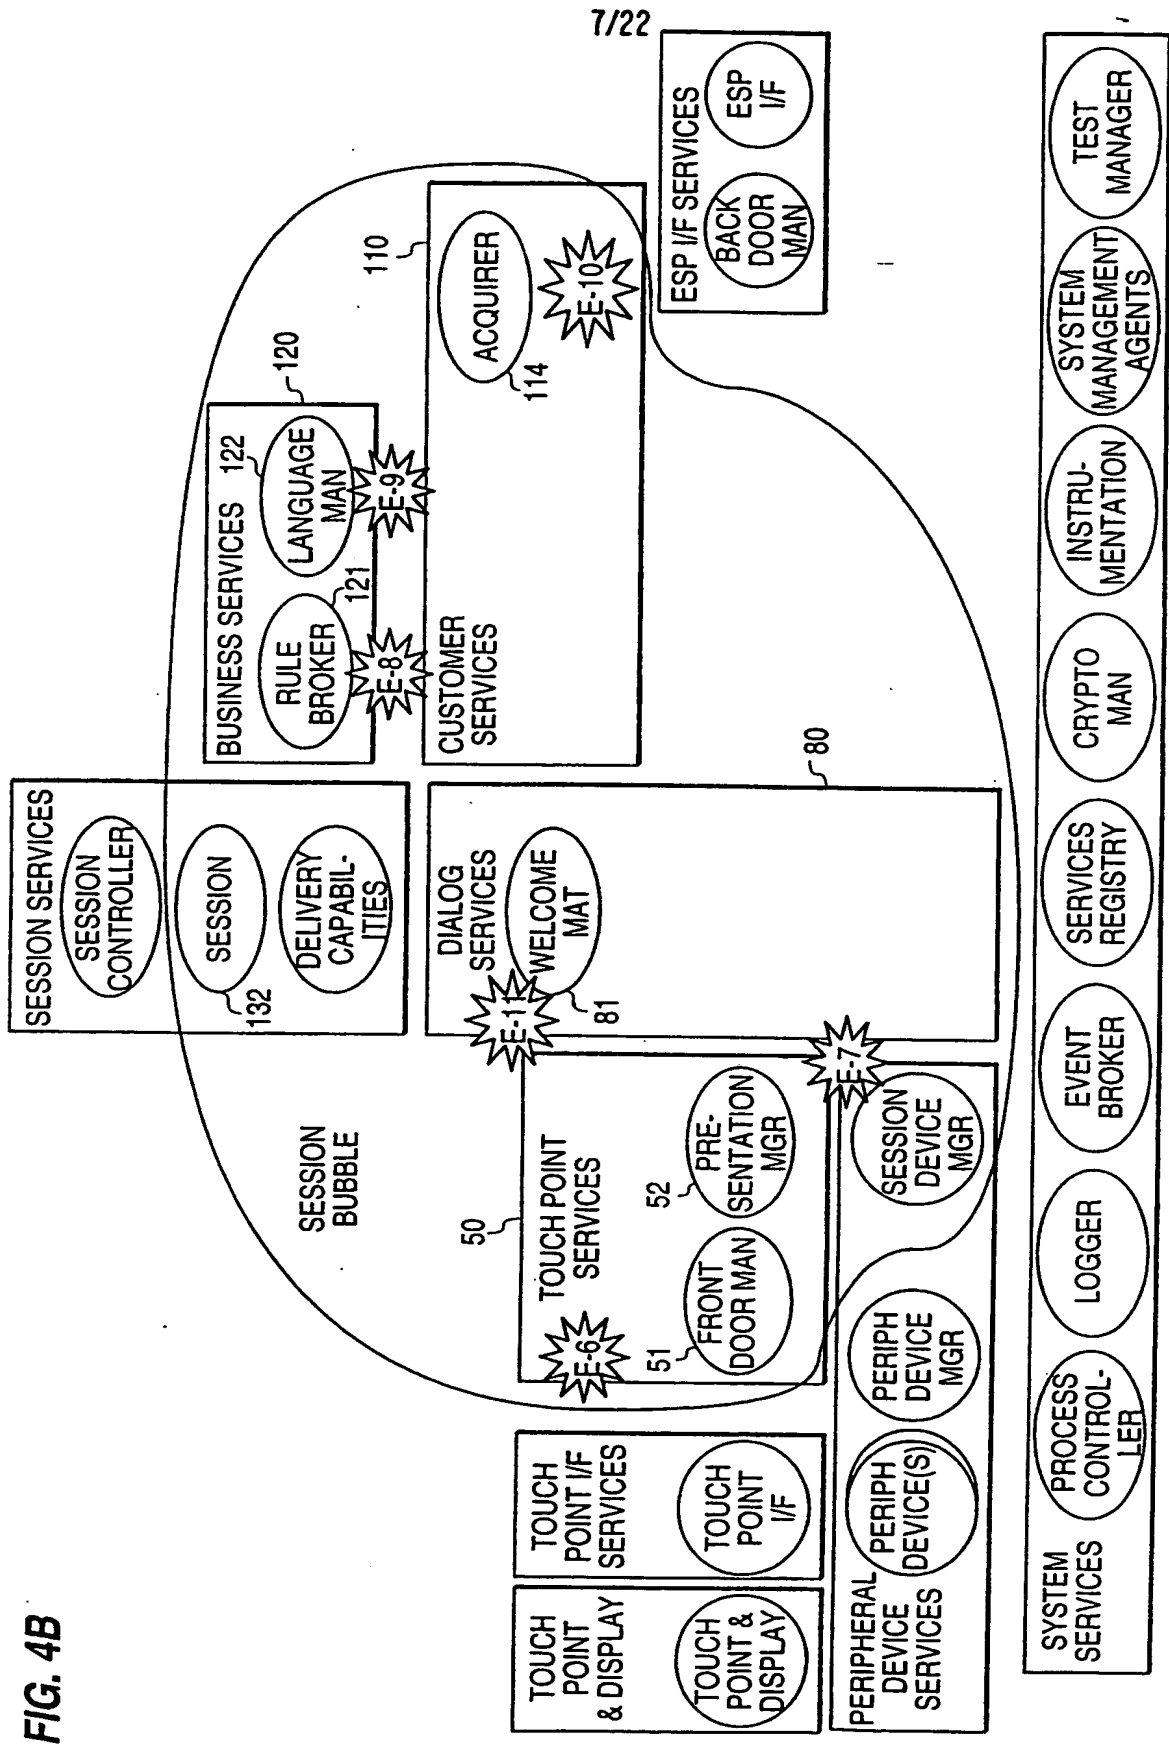 7/22
FIG. 4B
SESSION SERVICES
SESSION
CONTROLLER
SESSION
132
DELIVERY
CAPABIL-
ITIES
BUSINESS SERVICES
RULE
BROKER
121
LANGUAGE
MAN
122
120
E-8
E-9
CUSTOMER
SERVICES
110
ACQUIRER
114
E-10
SESSION
BUBBLE
DIALOG
SERVICES
WELCOME
MAT
81
80
E-11
TOUCH POINT
SERVICES
50
E-6
FRONT
DOOR MAN
51
PRE-
SENTATION
MGR
52
E-7
TOUCH
POINT
& DISPLAY
TOUCH
POINT &
DISPLAY
TOUCH
POINT I/F
SERVICES
TOUCH
POINT
I/F
ESP I/F SERVICES
BACK
DOOR
MAN
ESP
I/F
PERIPHERAL
DEVICE
SERVICES
PERIPH
DEVICE(S)
PERIPH
DEVICE
MGR
SESSION
DEVICE
MGR
SYSTEM
SERVICES
PROCESS
CONTROL-
LER
LOGGER
EVENT
BROKER
SERVICES
REGISTRY
CRYPTO
MAN
INSTRU-
MENTATION
SYSTEM
MANAGEMENT
AGENTS
TEST
MANAGER